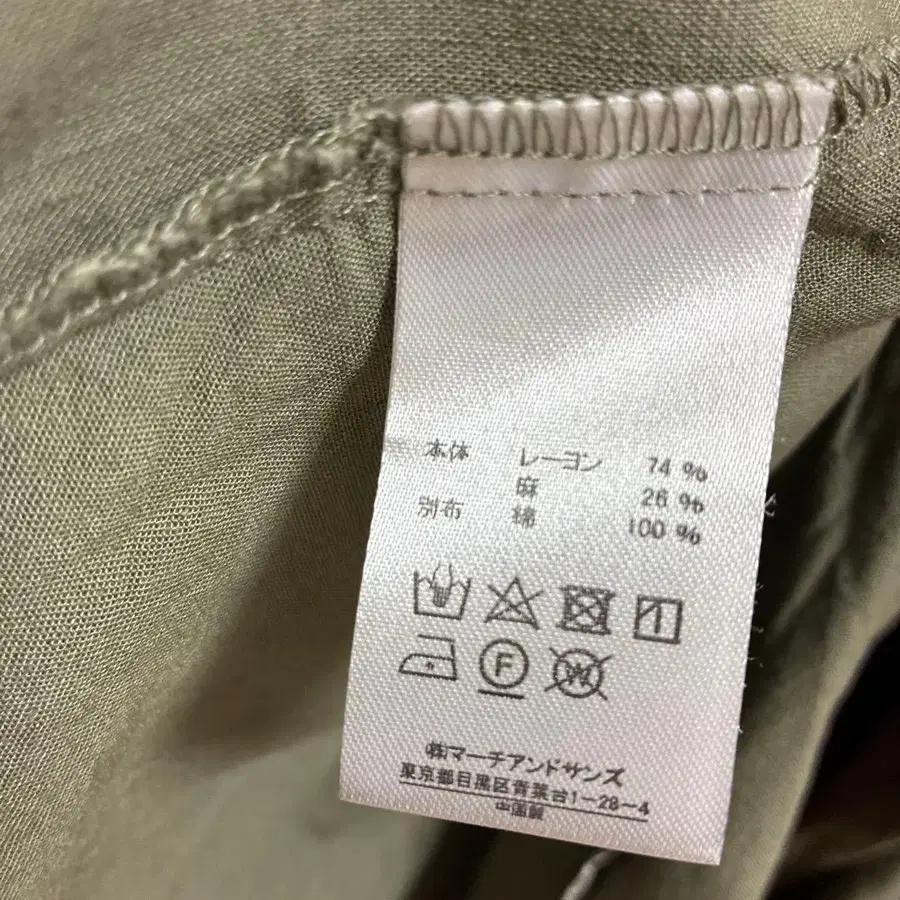 本体 レーヨン 74 %
麻 26 %
別布 綿 100 %
F W
㈱マーチアンドサンズ
東京都目黒区青葉台1-28-4
中国製